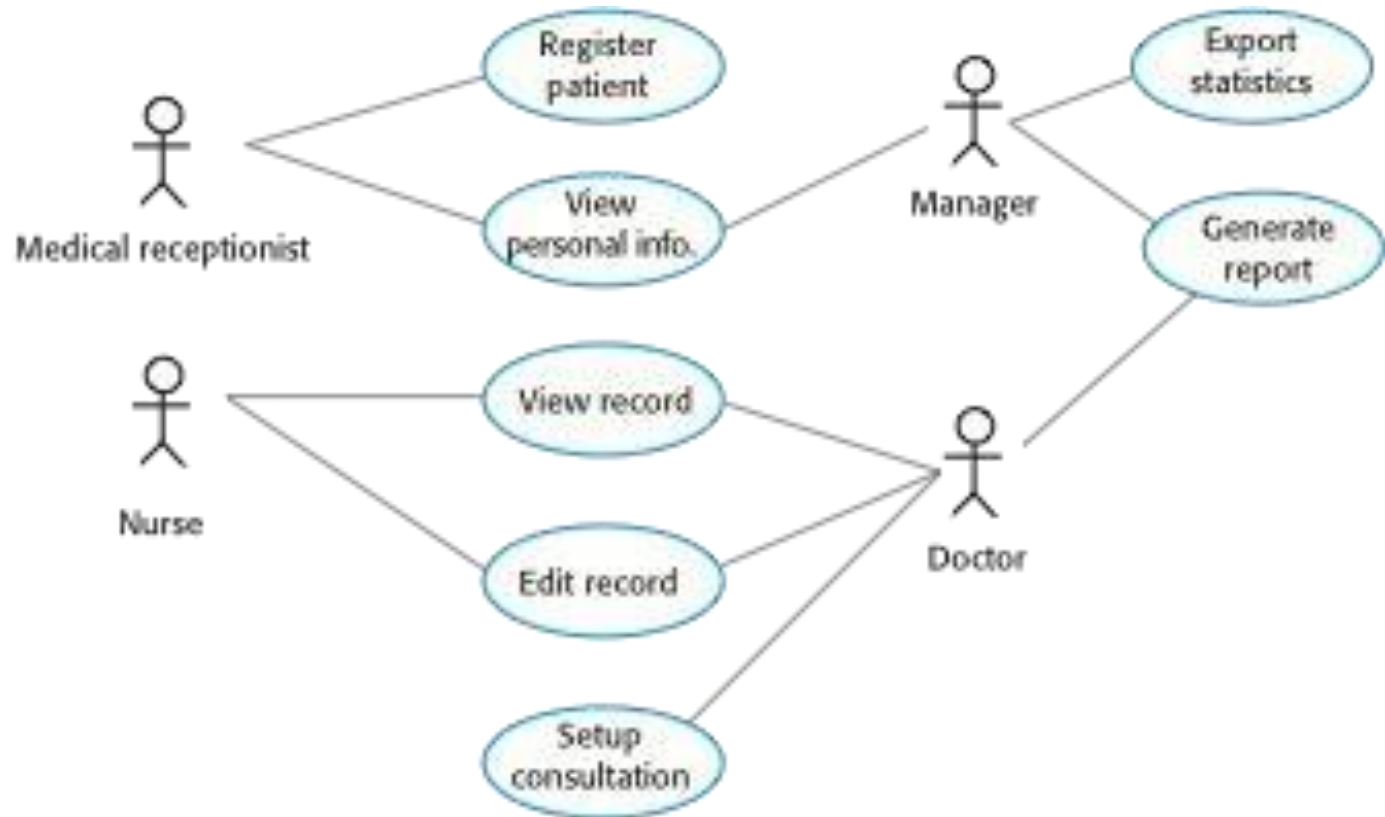 Register
patient
Export
statistics
Medical receptionist
View
personal info.
Manager
Generate
report
Nurse
View record
Edit record
Doctor
Setup
consultation